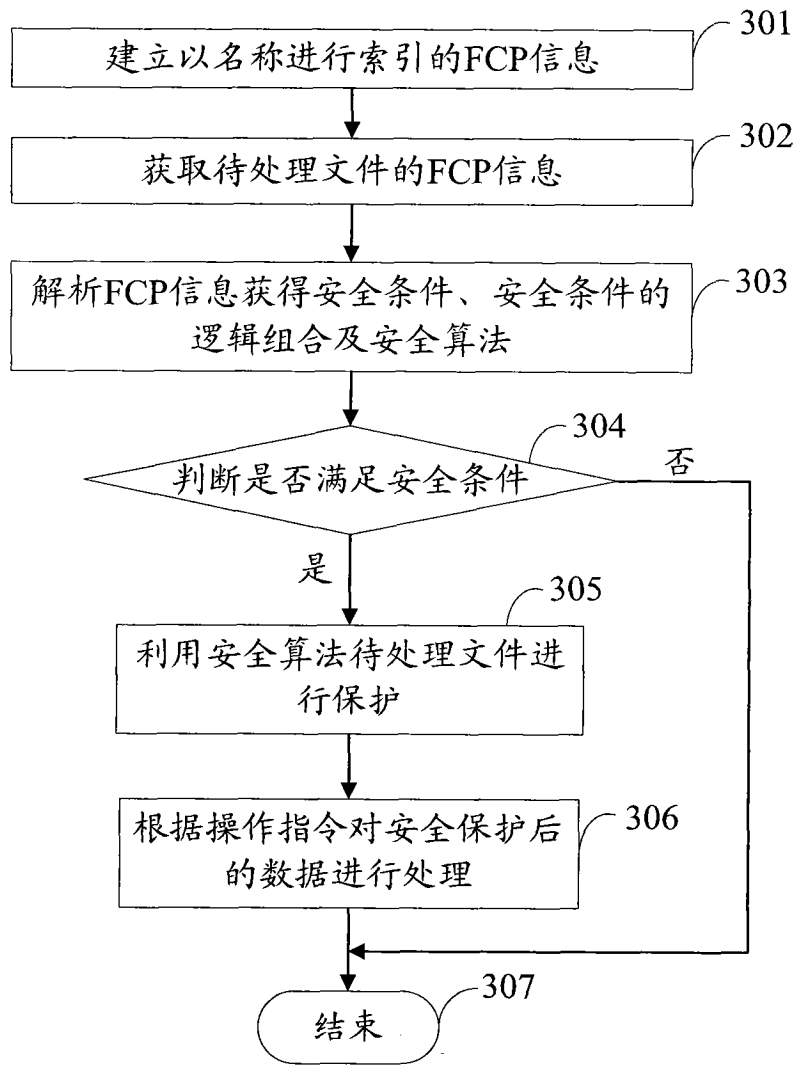 301
建立以名称进行索引的FCP信息
302
获取待处理文件的FCP信息
303
解析FCP信息获得安全条件、安全条件的
逻辑组合及安全算法
304
判断是否满足安全条件
否
是
305
利用安全算法待处理文件进
行保护
306
根据操作指令对安全保护后
的数据进行处理
307
结束